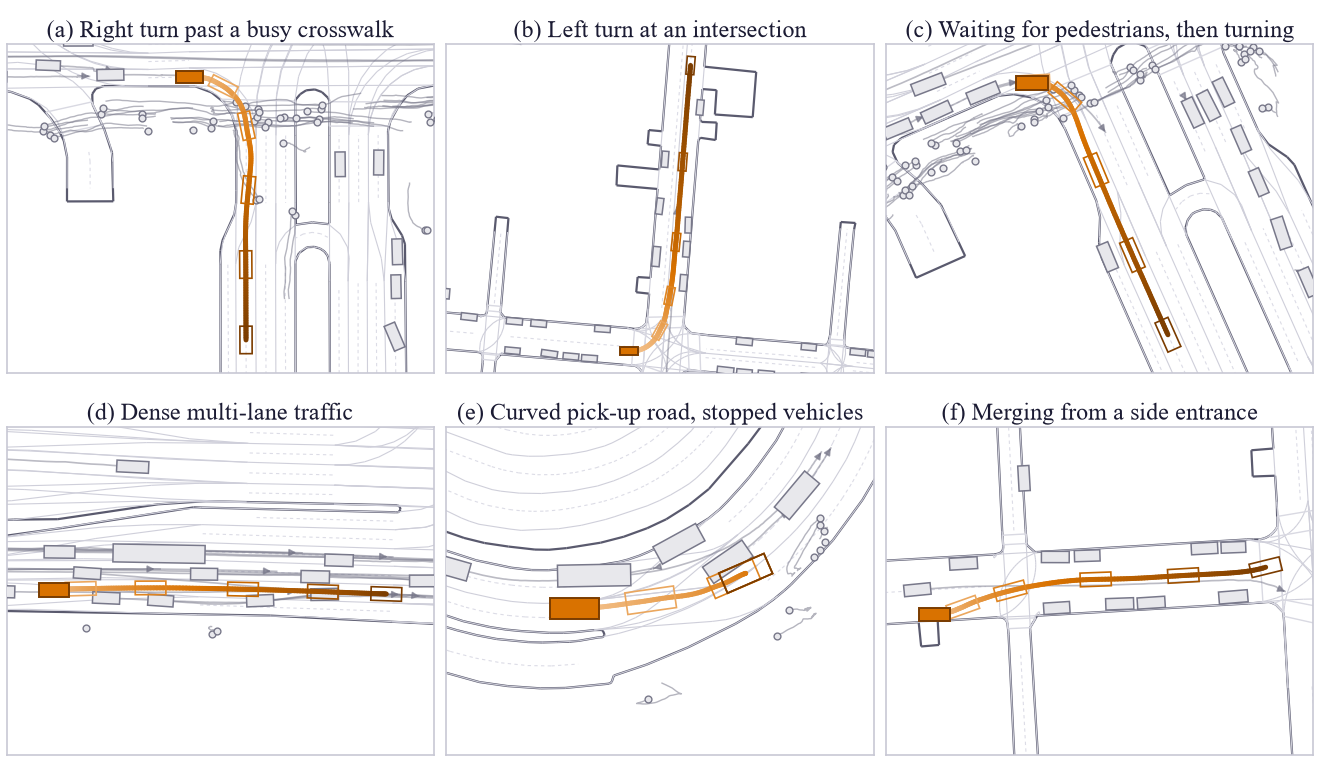 (a) Right turn past a busy crosswalk
(b) Left turn at an intersection
(c) Waiting for pedestrians, then turning
(d) Dense multi-lane traffic
(e) Curved pick-up road, stopped vehicles
(f) Merging from a side entrance